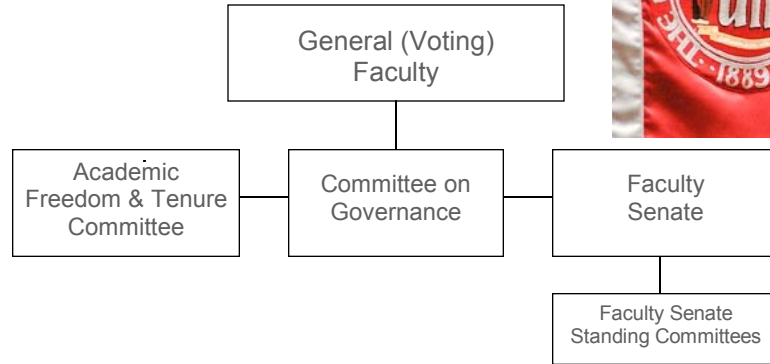 General (Voting)
Faculty
1889
Academic
Freedom & Tenure
Committee
Committee on
Governance
Faculty
Senate
Faculty Senate
Standing Committees